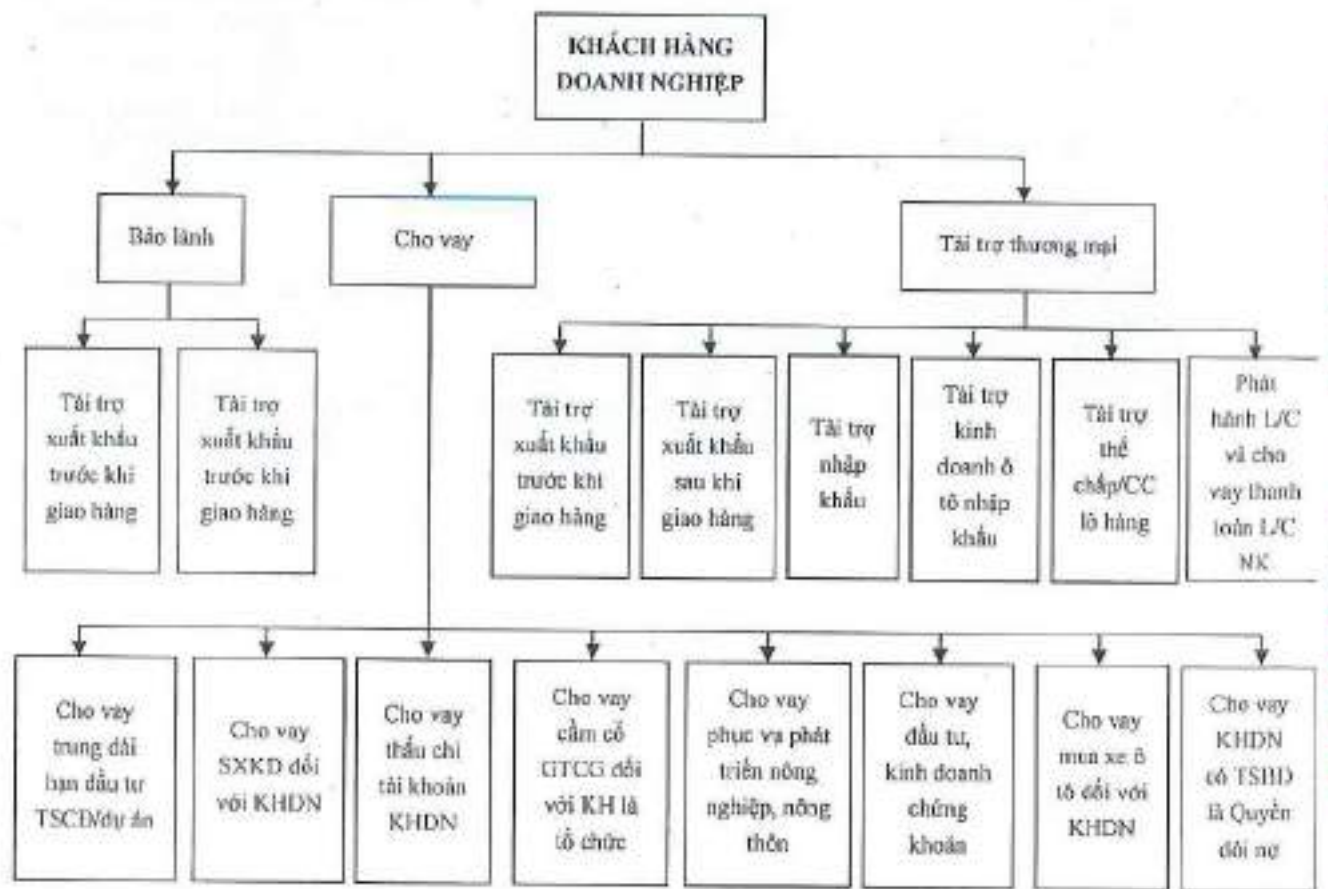 KHÁCH HÀNG
DOANH NGHIỆP
Bảo lãnh
Cho vay
Tài trợ thương mại
Tài trợ
xuất khẩu
trước khi
giao hàng
Tài trợ
xuất khẩu
trước khi
giao hàng
Tài trợ
xuất khẩu
trước khi
giao hàng
Tài trợ
xuất khẩu
sau khi
giao hàng
Tài trợ
nhập
khẩu
Tài trợ
kinh
doanh ô
tô nhập
khẩu
Tài trợ
thế
chấp/CC
lô hàng
Phát
hành L/C
và cho
vay thanh
toán L/C
NK
Cho vay
trung dài
hạn đầu tư
TSCĐ/dự án
Cho vay
SXKD đối
với KHDN
Cho vay
thấu chi
tài khoản
KHDN
Cho vay
cầm cố
GTCG đối
với KH là
tổ chức
Cho vay
phục vụ phát
triển nông
nghiệp, nông
thôn
Cho vay
đầu tư,
kinh doanh
chứng
khoán
Cho vay
mua xe ô
tô đối với
KHDN
Cho vay
KHDN
có TSBĐ
là Quyền
đòi nợ